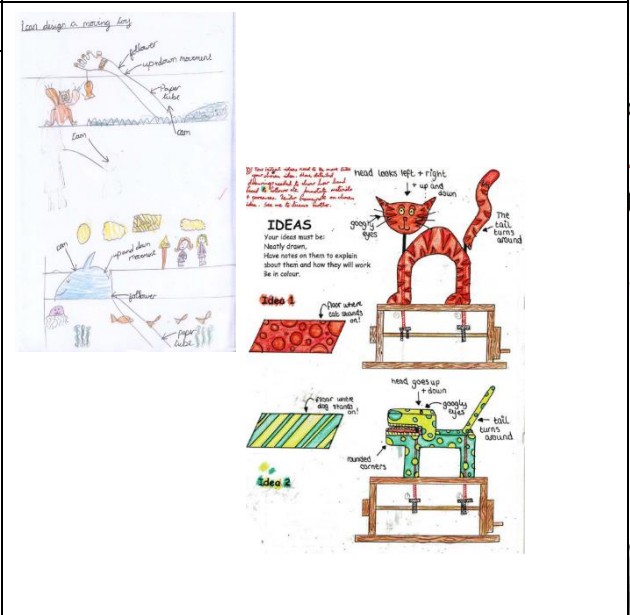 I can design a moving toy
follower
up+down movement
Paper
tube
cam
cam
cam
up and down
movement
follower
paper
tube
head looks left + right
+ up and
down
googly
eyes
The
tail
turns
around
IDEAS
Your ideas must be:
Neatly drawn.
Have notes on them to explain
about them and how they will work
Be in colour.
Idea 1
floor where
cat stands
on!
head goes up
+ down
googly
eyes
floor where
dog stands
on!
tail
turns
around
rounded
corners
Idea 2